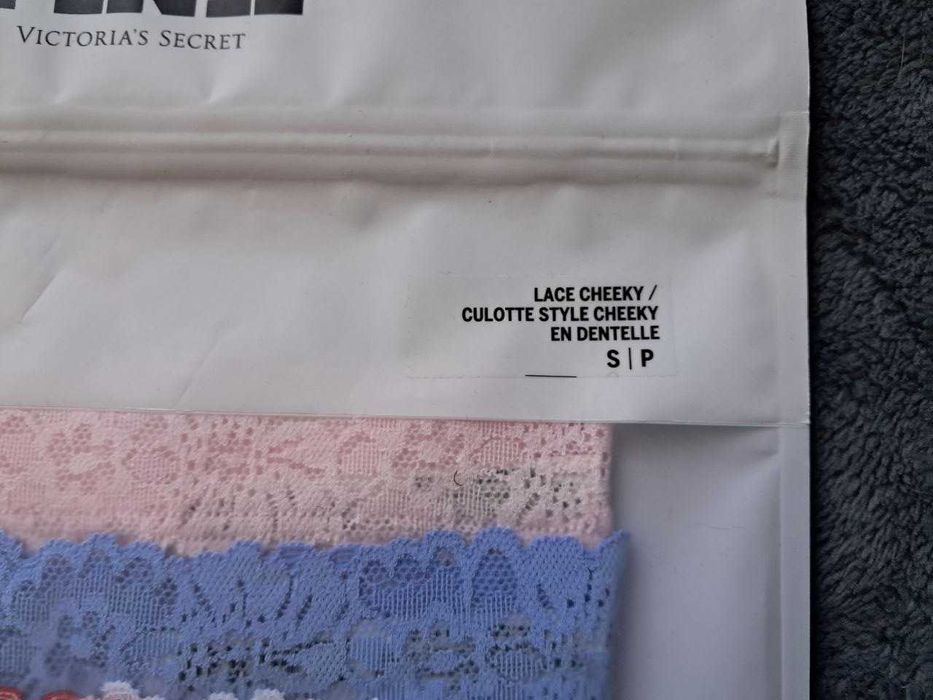 VICTORIA'S SECRET
LACE CHEEKY /
CULOTTE STYLE CHEEKY
EN DENTELLE
S | P